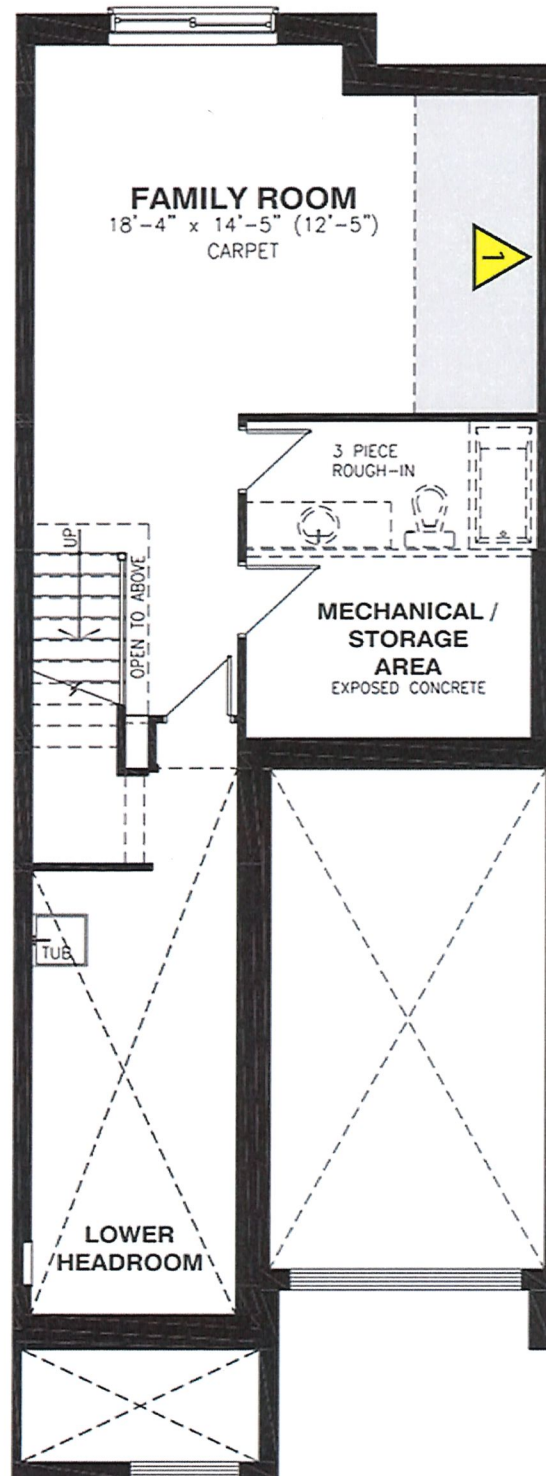 FAMILY ROOM
18'-4" x 14'-5" (12'-5")
CARPET
1
3 PIECE
ROUGH-IN
UP
OPEN TO ABOVE
MECHANICAL /
STORAGE
AREA
EXPOSED CONCRETE
TUB
LOWER
HEADROOM